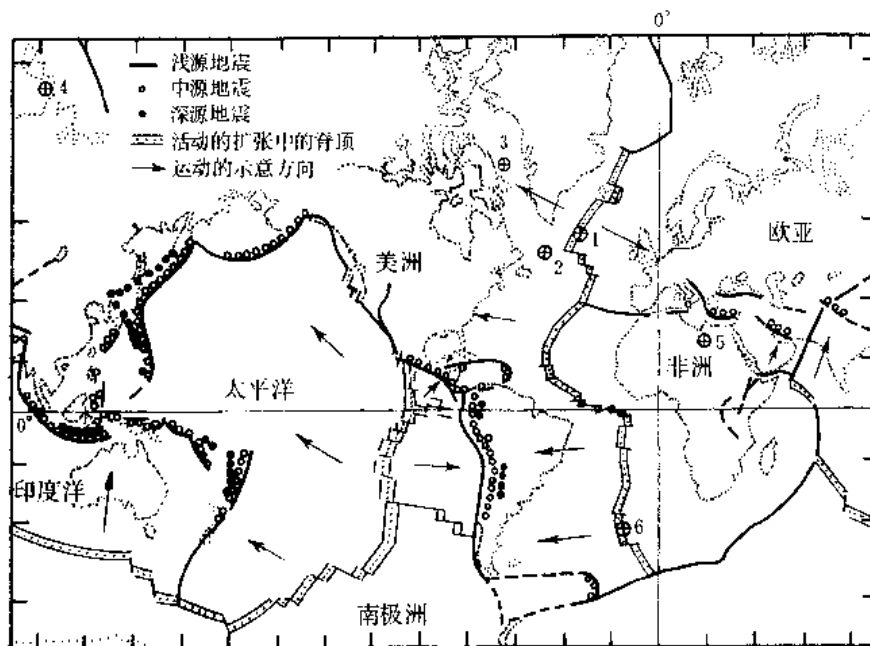 0°
浅源地震
中源地震
深源地震
活动的扩张中的脊顶
运动的示意方向
4
3
1
2
欧亚
美洲
5
非洲
太平洋
0°
印度洋
6
南极洲